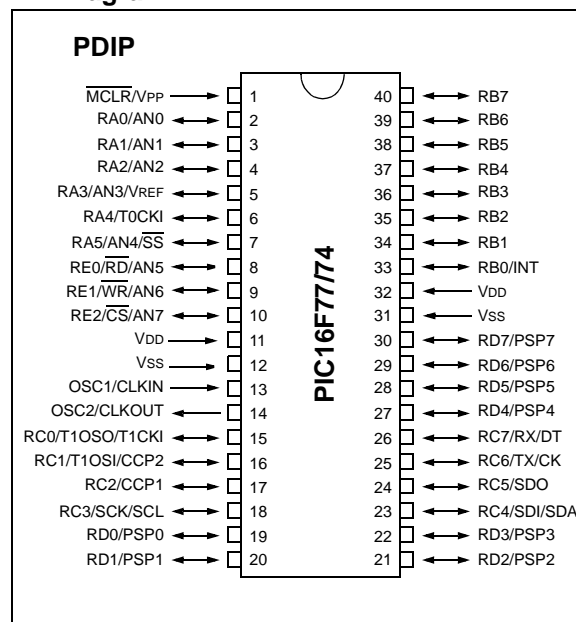 PDIP
MCLR/VPP 1 40 RB7
RA0/AN0 2 39 RB6
RA1/AN1 3 38 RB5
RA2/AN2 4 37 RB4
RA3/AN3/VREF 5 36 RB3
RA4/T0CKI 6 35 RB2
RA5/AN4/SS 7 34 RB1
RE0/RD/AN5 8 33 RB0/INT
RE1/WR/AN6 9 32 VDD
RE2/CS/AN7 10 31 VSS
VDD 11 30 RD7/PSP7
VSS 12 29 RD6/PSP6
OSC1/CLKIN 13 28 RD5/PSP5
OSC2/CLKOUT 14 27 RD4/PSP4
RC0/T1OSO/T1CKI 15 26 RC7/RX/DT
RC1/T1OSI/CCP2 16 25 RC6/TX/CK
RC2/CCP1 17 24 RC5/SDO
RC3/SCK/SCL 18 23 RC4/SDI/SDA
RD0/PSP0 19 22 RD3/PSP3
RD1/PSP1 20 21 RD2/PSP2
PIC16F77/74